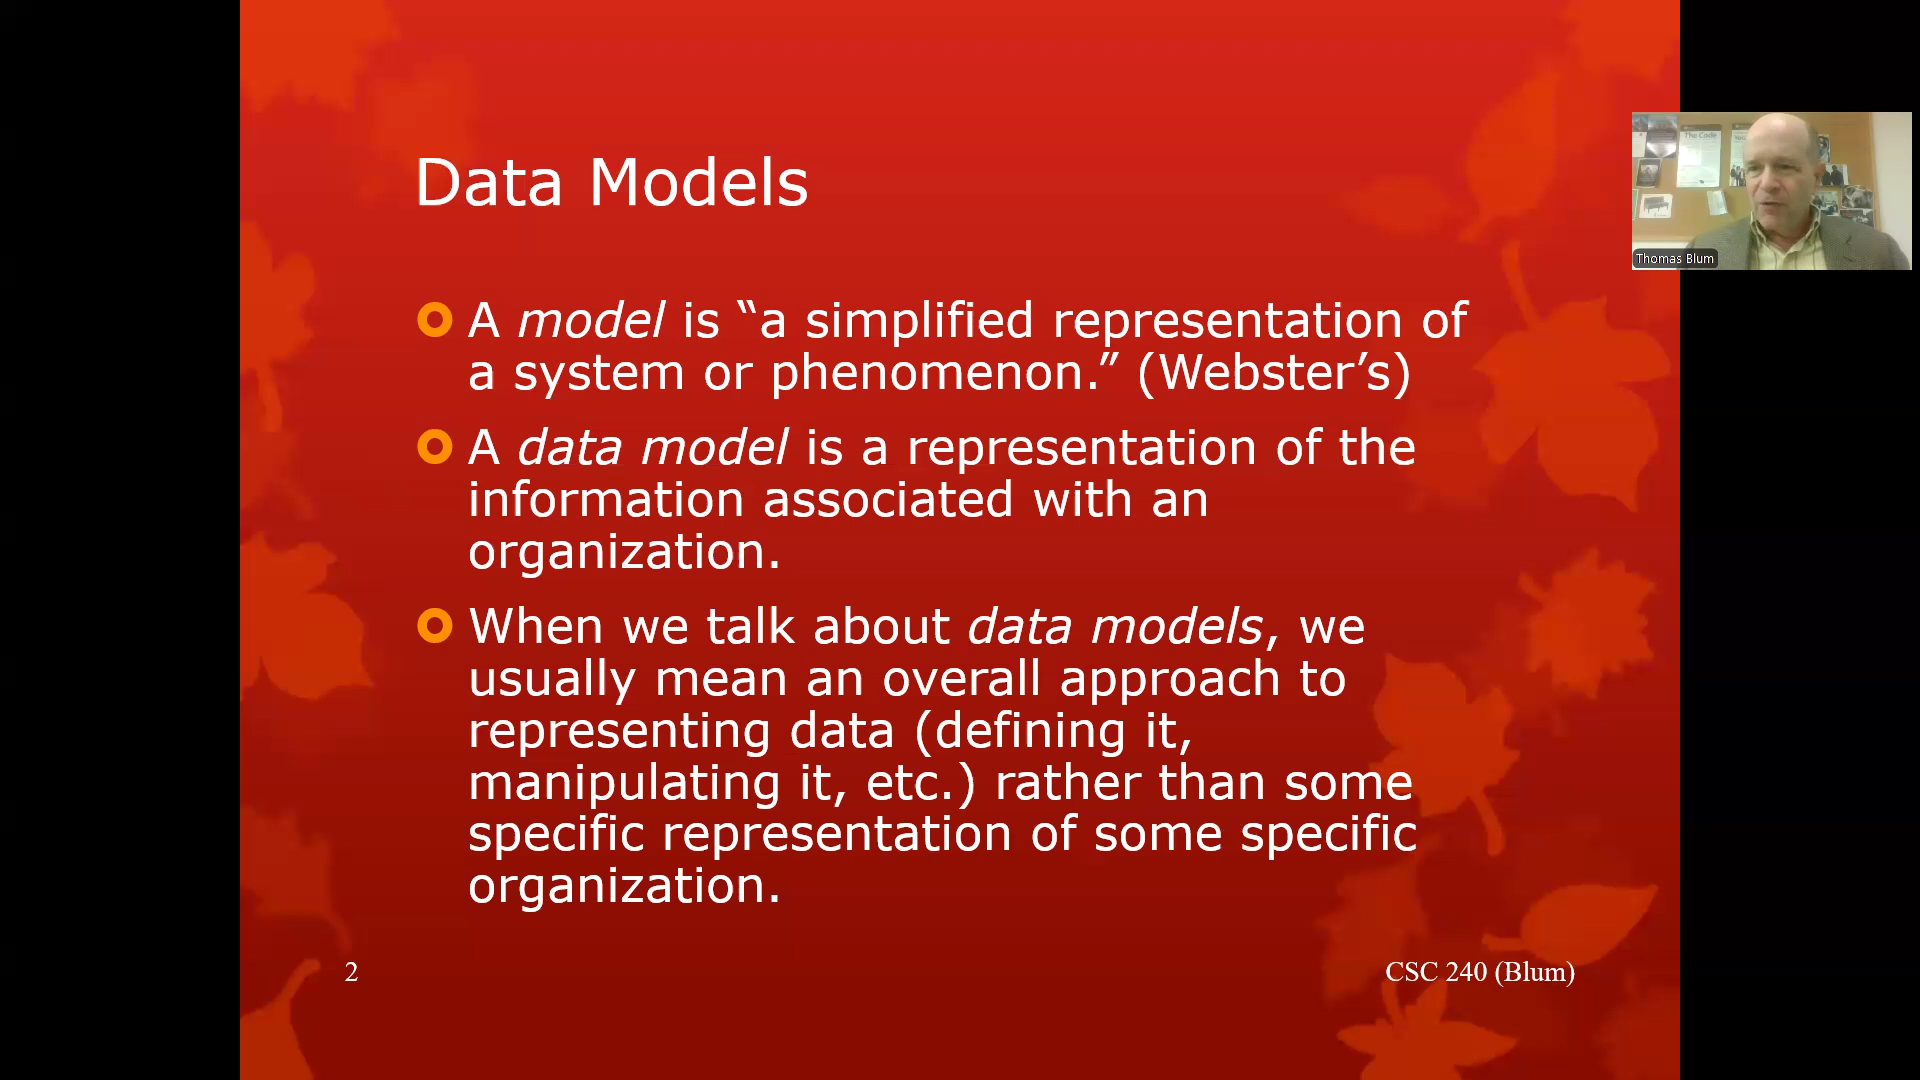 Data Models
A model is “a simplified representation of
a system or phenomenon.” (Webster’s)
A data model is a representation of the
information associated with an
organization.
When we talk about data models, we
usually mean an overall approach to
representing data (defining it,
manipulating it, etc.) rather than some
specific representation of some specific
organization.
2
CSC 240 (Blum)
The Code
Thomas Blum